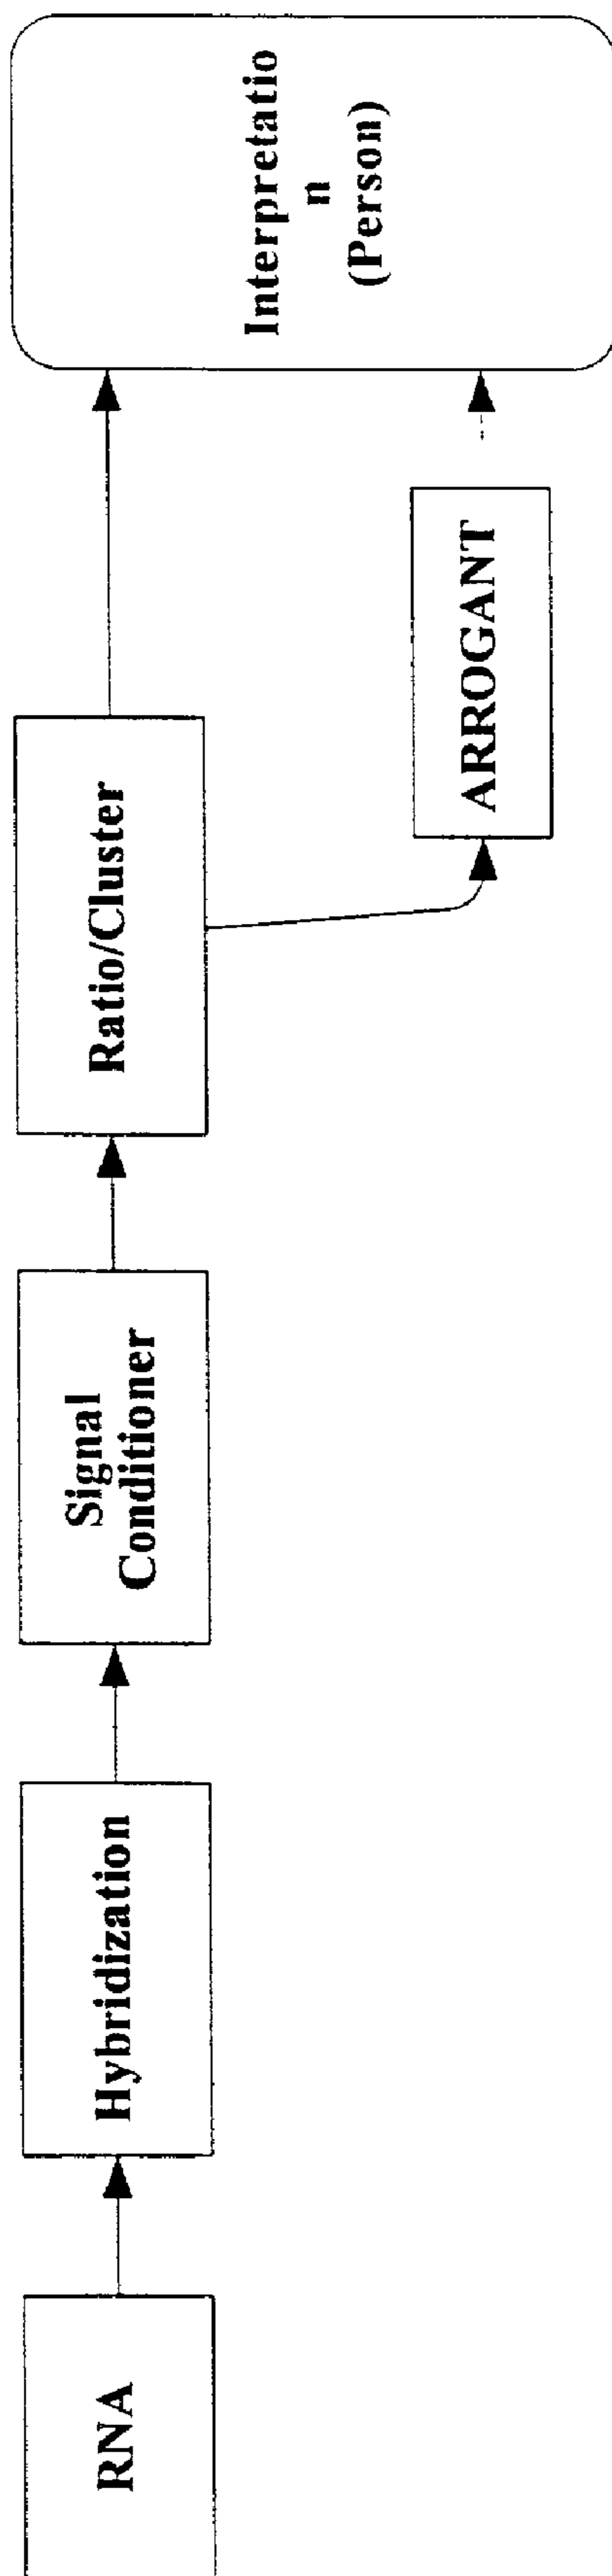 RNA
Hybridization
Signal
Conditioner
Ratio/Cluster
ARROGANT
Interpretatio
n
(Person)